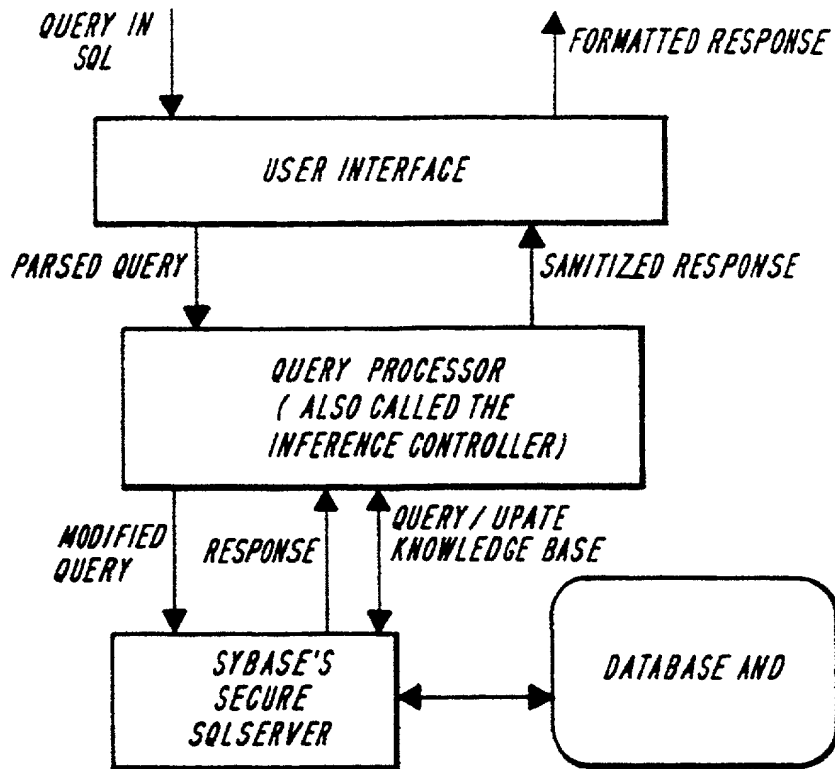 QUERY IN
SQL
FORMATTED RESPONSE
USER INTERFACE
PARSED QUERY
SANITIZED RESPONSE
QUERY PROCESSOR
( ALSO CALLED THE
INFERENCE CONTROLLER)
MODIFIED
QUERY
RESPONSE
QUERY / UPATE
KNOWLEDGE BASE
SYBASE'S
SECURE
SQLSERVER
DATABASE AND